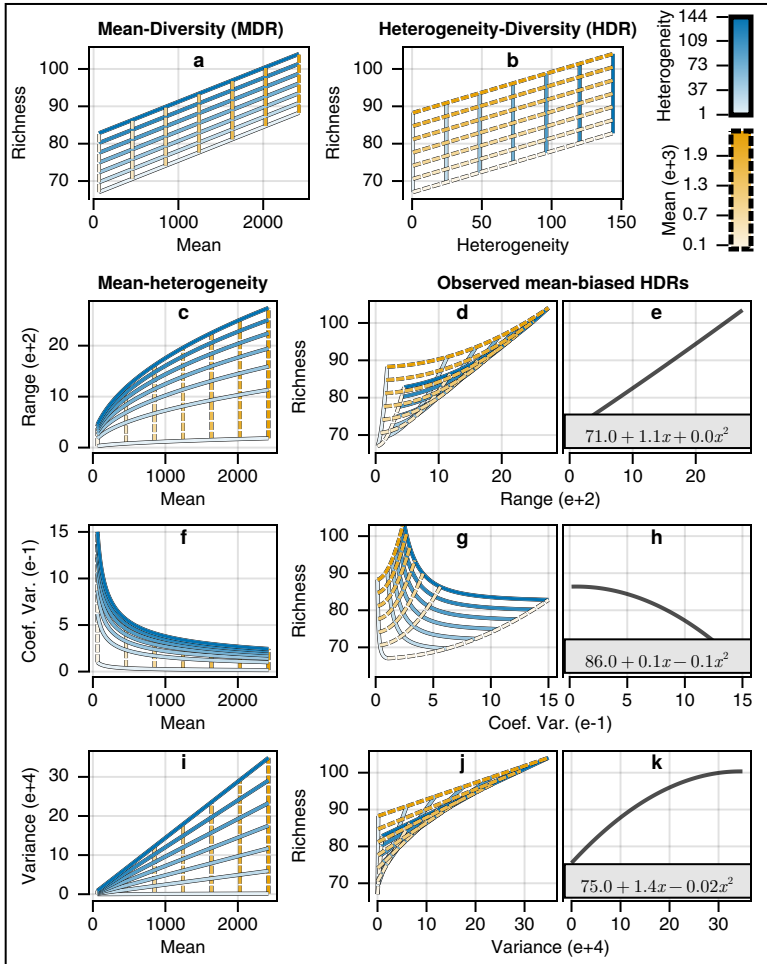 Mean-Diversity (MDR)
Heterogeneity-Diversity (HDR)
a
b
Richness
100
90
80
70
0 1000 2000
Mean
Richness
100
90
80
70
0 50 100 150
Heterogeneity
Heterogeneity
144
109
73
37
1
Mean (e+3)
1.9
1.3
0.7
0.1
Mean-heterogeneity
Observed mean-biased HDRs
c
d
e
Range (e+2)
20
10
0
0 1000 2000
Mean
Richness
100
90
80
70
0 10 20
71.0 + 1.1x + 0.0x²
0 10 20
Range (e+2)
f
g
h
Coef. Var. (e-1)
15
10
5
0
0 1000 2000
Mean
Richness
100
90
80
70
0 5 10 15
86.0 + 0.1x − 0.1x²
0 5 10 15
Coef. Var. (e-1)
i
j
k
Variance (e+4)
30
20
10
0
0 1000 2000
Mean
Richness
100
90
80
70
0 10 20 30
75.0 + 1.4x − 0.02x²
0 10 20 30
Variance (e+4)